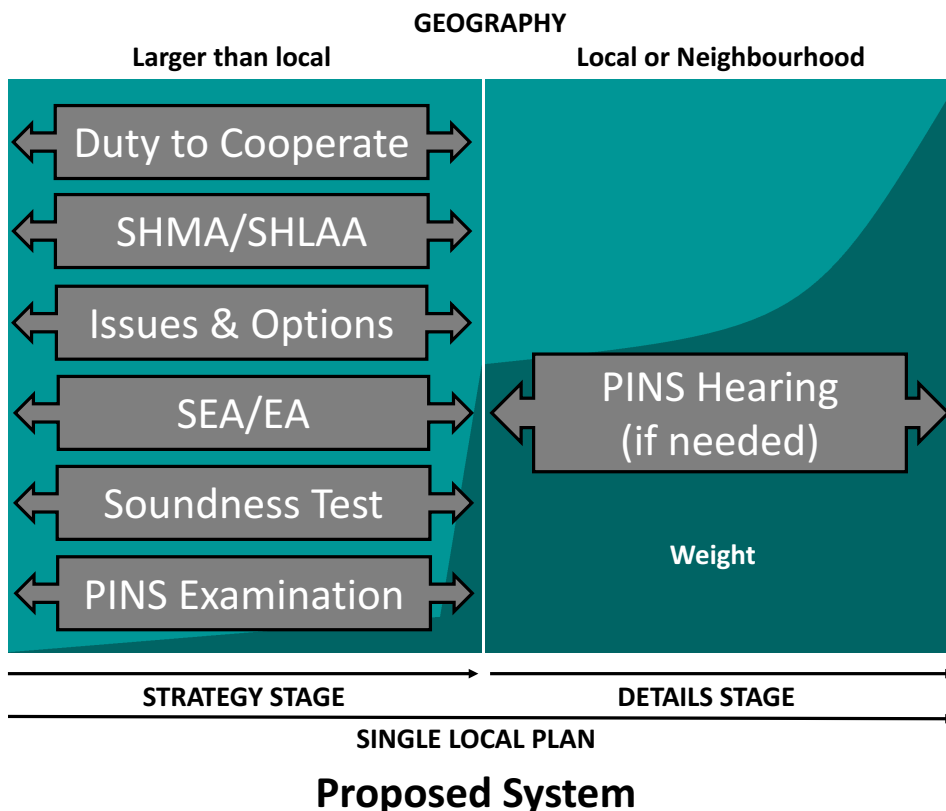 GEOGRAPHY
Larger than local
Local or Neighbourhood
Duty to Cooperate
SHMA/SHLAA
Issues & Options
SEA/EA
Soundness Test
PINS Examination
PINS Hearing
(if needed)
Weight
STRATEGY STAGE
DETAILS STAGE
SINGLE LOCAL PLAN
Proposed System